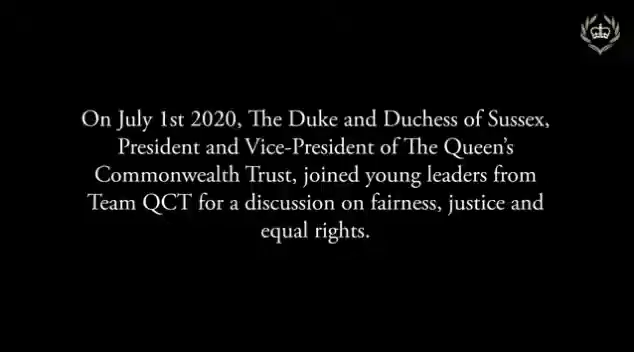 On July 1st 2020, The Duke and Duchess of Sussex,
President and Vice-President of The Queen’s
Commonwealth Trust, joined young leaders from
Team QCT for a discussion on fairness, justice and
equal rights.